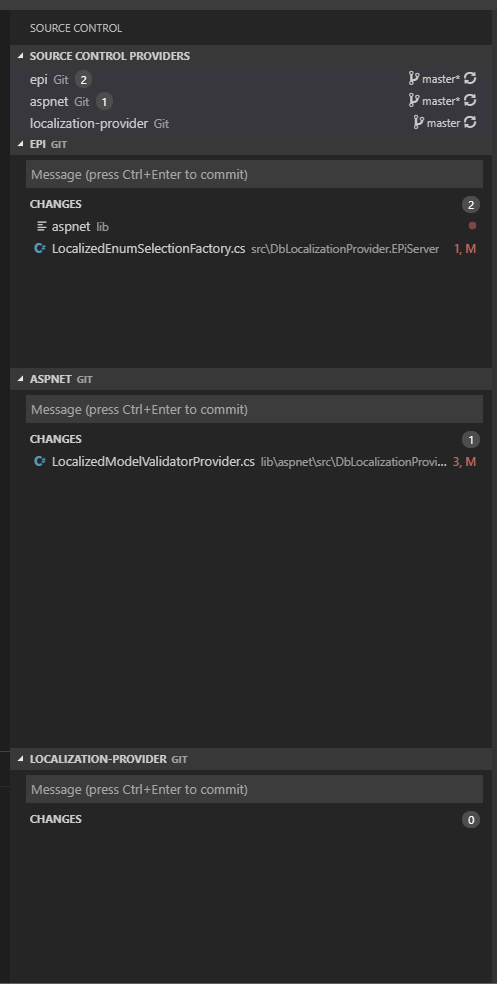 SOURCE CONTROL
SOURCE CONTROL PROVIDERS
epi Git 2 master*
aspnet Git 1 master*
localization-provider Git master
EPI GIT
Message (press Ctrl+Enter to commit)
CHANGES 2
aspnet lib
C# LocalizedEnumSelectionFactory.cs src\DbLocalizationProvider.EPiServer 1, M
ASPNET GIT
Message (press Ctrl+Enter to commit)
CHANGES 1
C# LocalizedModelValidatorProvider.cs lib\aspnet\src\DbLocalizationProvi... 3, M
LOCALIZATION-PROVIDER GIT
Message (press Ctrl+Enter to commit)
CHANGES 0